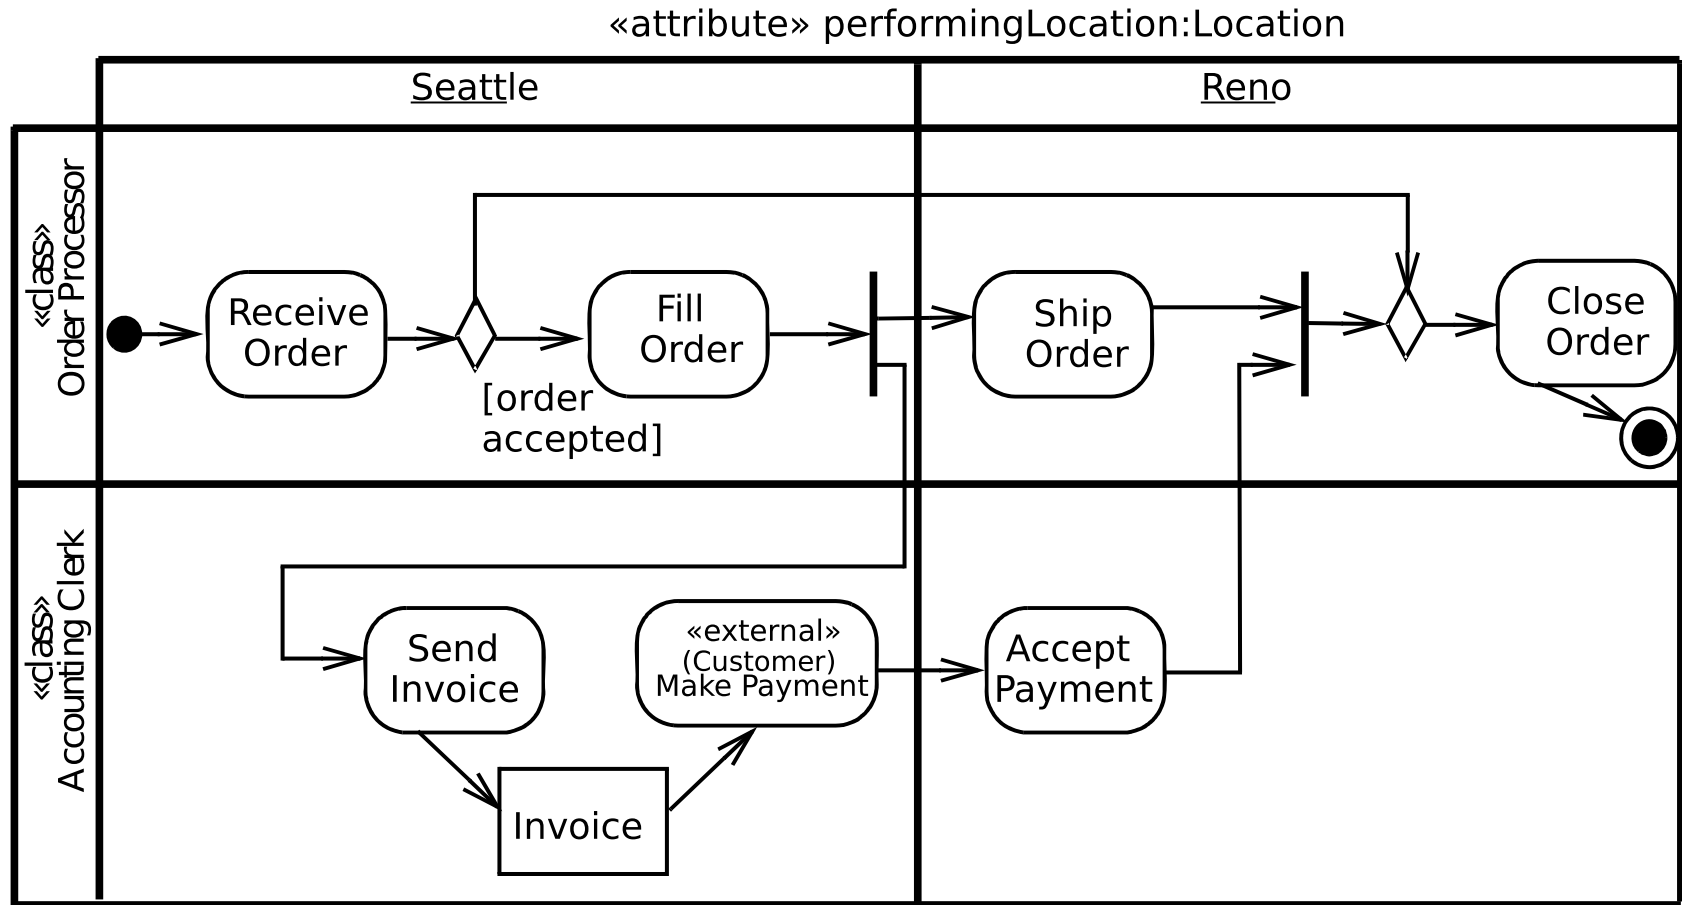 «attribute» performingLocation:Location
Seattle
Reno
«class»
Order Processor
Receive
Order
[order
accepted]
Fill
Order
Ship
Order
Close
Order
«class»
Accounting Clerk
Send
Invoice
Invoice
«external»
(Customer)
Make Payment
Accept
Payment